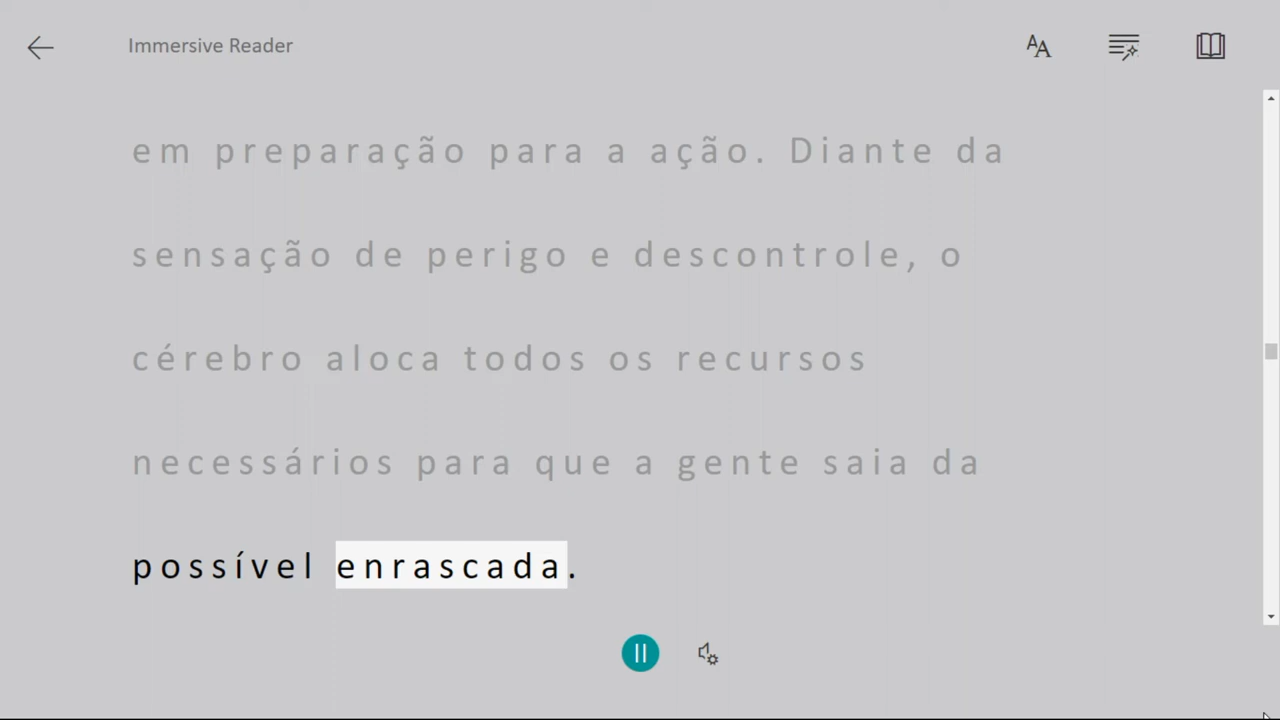 Immersive Reader
em preparação para a ação. Diante da
sensação de perigo e descontrole, o
cérebro aloca todos os recursos
necessários para que a gente saia da
possível enrascada.